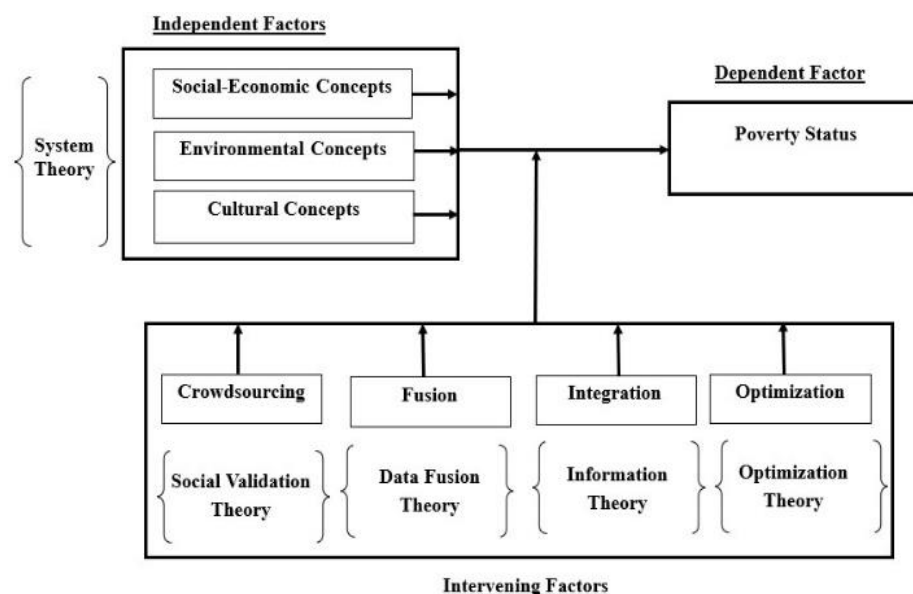 Independent Factors
Social-Economic Concepts
Environmental Concepts
Cultural Concepts
System
Theory
Dependent Factor
Poverty Status
Crowdsourcing
Fusion
Integration
Optimization
Social Validation
Theory
Data Fusion
Theory
Information
Theory
Optimization
Theory
Intervening Factors